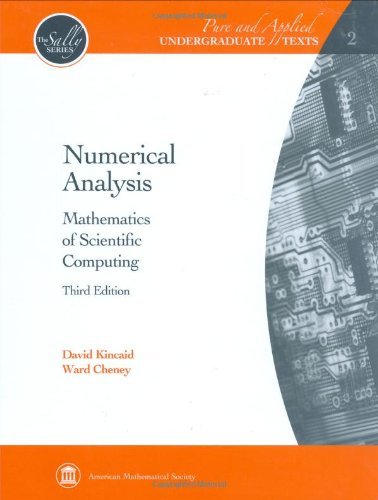 The
Sally
SERIES
Pure and Applied
UNDERGRADUATE TEXTS
2
Numerical
Analysis
Mathematics
of Scientific
Computing
Third Edition
David Kincaid
Ward Cheney
American Mathematical Society